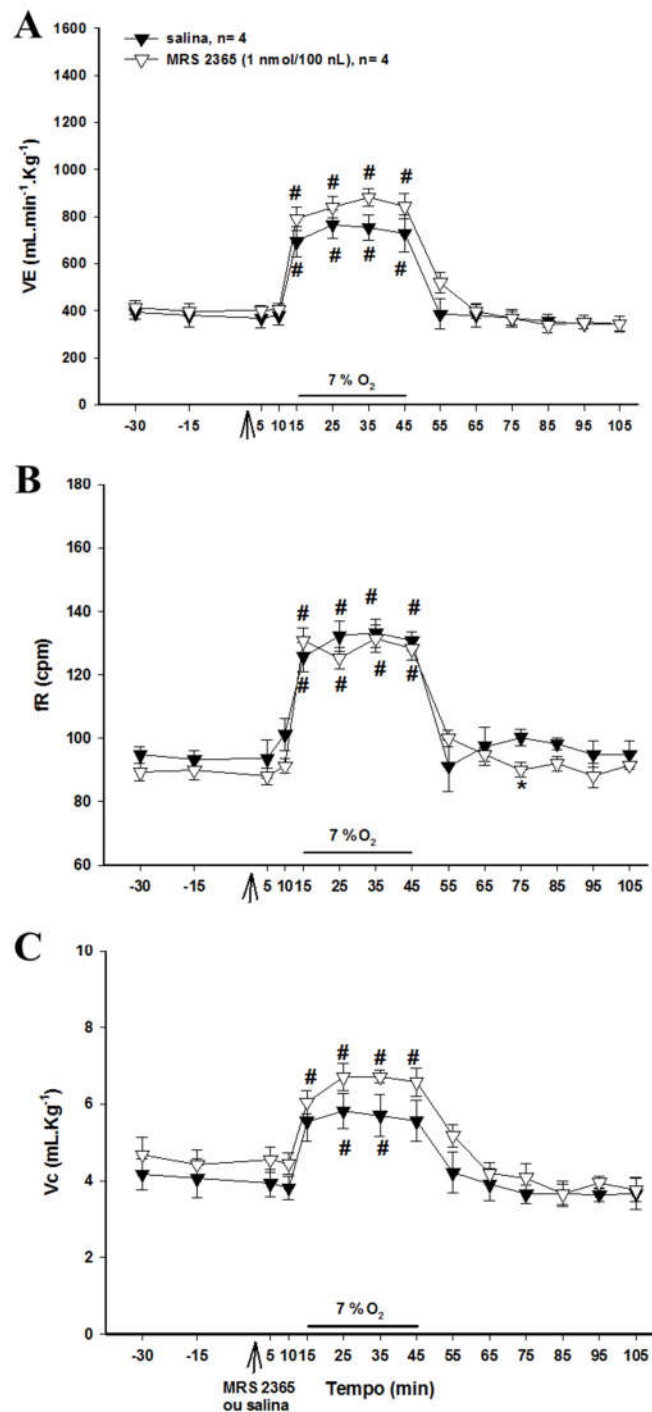 A
salina, n= 4
MRS 2365 (1 nmol/100 nL), n= 4
1600
1400
1200
1000
800
600
400
200
0
VE (mL.min⁻¹.Kg⁻¹)
# # # #
# # # #
7 % O₂
-30 -15 5 10 15 25 35 45 55 65 75 85 95 105
B
180
160
140
120
100
80
60
fR (cpm)
# # # #
# # # #
*
7 % O₂
-30 -15 5 10 15 25 35 45 55 65 75 85 95 105
C
10
8
6
4
2
0
Vc (mL.Kg⁻¹)
# # # #
# #
7 % O₂
-30 -15 5 10 15 25 35 45 55 65 75 85 95 105
MRS 2365
ou salina
Tempo (min)